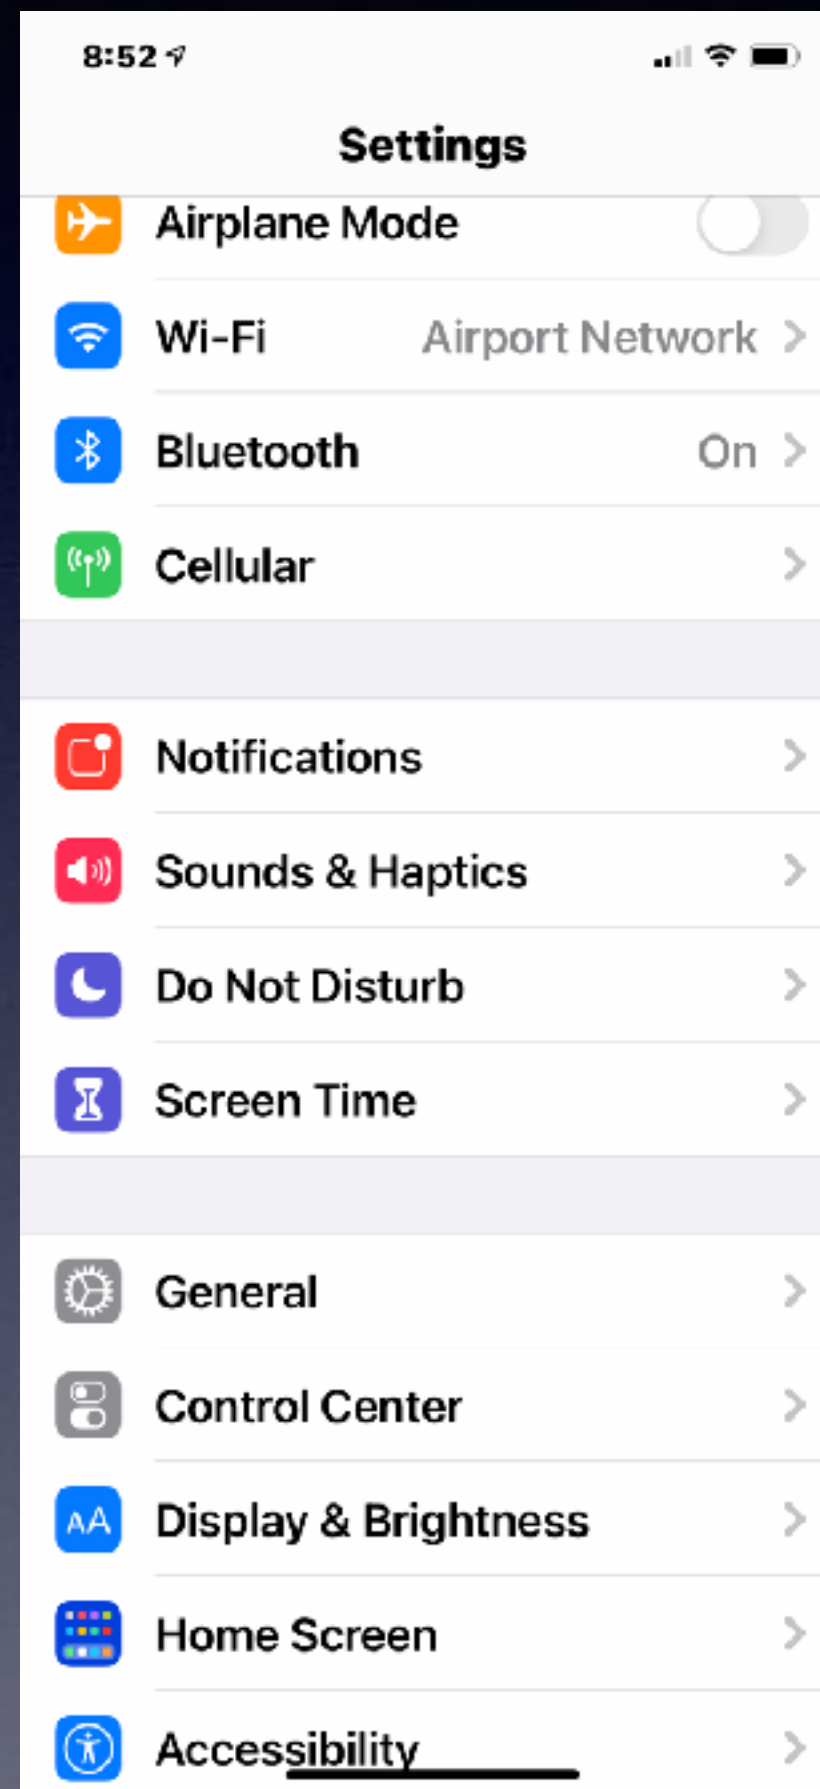 8:52
Settings
Airplane Mode
Wi-Fi Airport Network
Bluetooth On
Cellular
Notifications
Sounds & Haptics
Do Not Disturb
Screen Time
General
Control Center
AA Display & Brightness
Home Screen
Accessibility